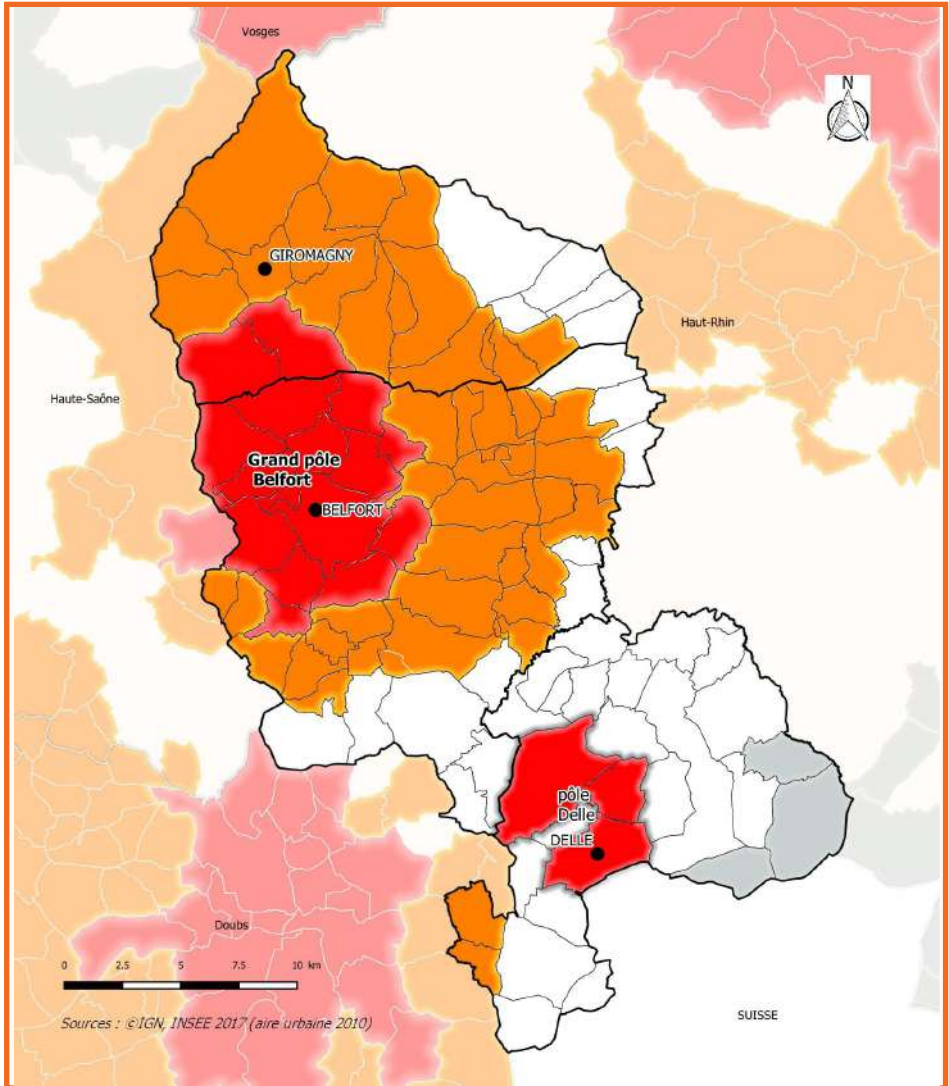 Vosges
N
GIROMAGNY
Haut-Rhin
Haute-Saône
Grand pôle
Belfort
BELFORT
pôle
Delle
DELLE
Doubs
0 2.5 5 7.5 10 km
SUISSE
Sources : ©IGN, INSEE 2017 (aire urbaine 2010)